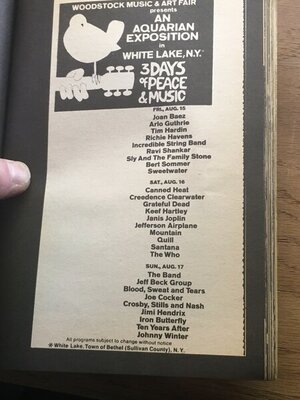 WOODSTOCK MUSIC & ART FAIR
presents
AN
AQUARIAN
EXPOSITION
in
WHITE LAKE, N.Y.*
3 DAYS
of PEACE
& MUSIC
FRI., AUG. 15
Joan Baez
Arlo Guthrie
Tim Hardin
Richie Havens
Incredible String Band
Ravi Shankar
Sly And The Family Stone
Bert Sommer
Sweetwater
SAT., AUG. 16
Canned Heat
Creedence Clearwater
Grateful Dead
Keef Hartley
Janis Joplin
Jefferson Airplane
Mountain
Quill
Santana
The Who
SUN., AUG. 17
The Band
Jeff Beck Group
Blood, Sweat and Tears
Joe Cocker
Crosby, Stills and Nash
Jimi Hendrix
Iron Butterfly
Ten Years After
Johnny Winter
All programs subject to change without notice
* White Lake, Town of Bethel (Sullivan County), N.Y.